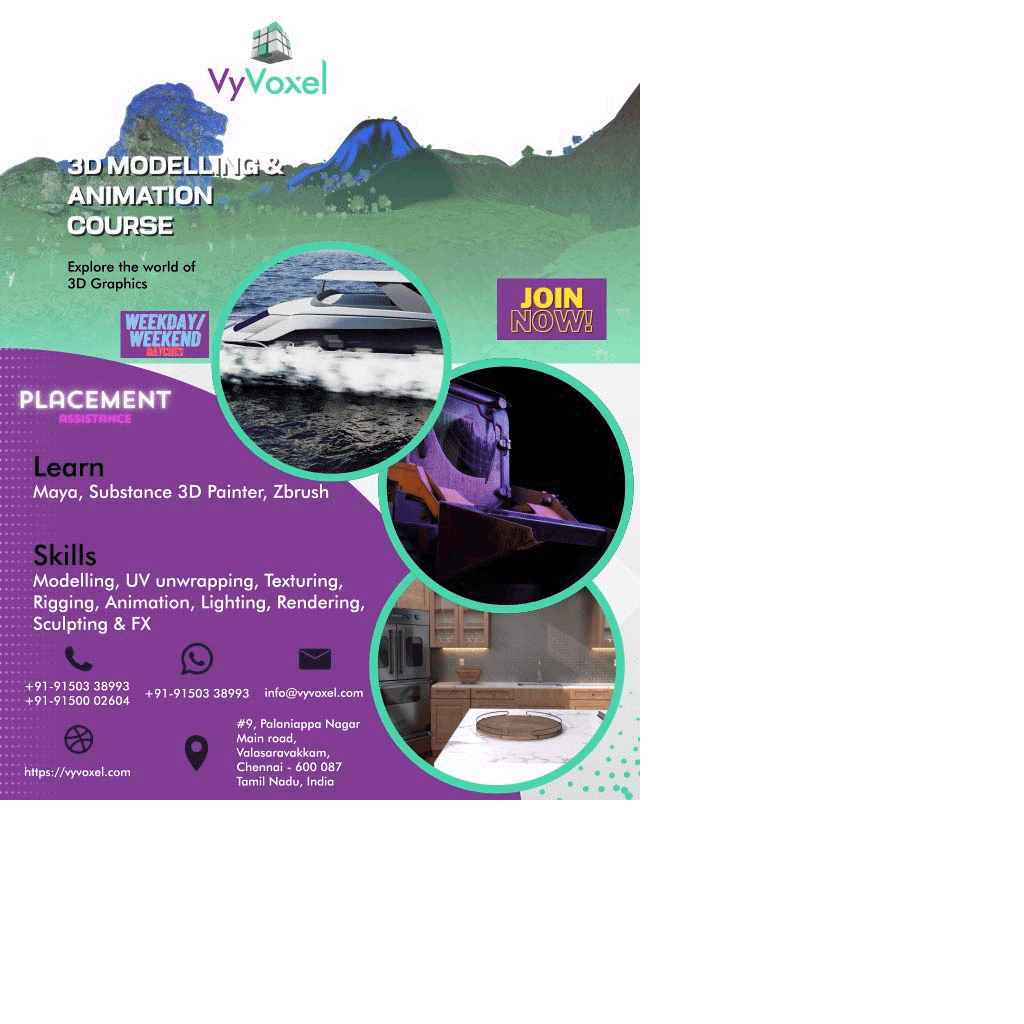 VyVoxel
3D MODELLING &
ANIMATION
COURSE
Explore the world of
3D Graphics
JOIN
NOW!
WEEKDAY/
WEEKEND
BATCHES
PLACEMENT
ASSISTANCE
Learn
Maya, Substance 3D Painter, Zbrush
Skills
Modelling, UV unwrapping, Texturing,
Rigging, Animation, Lighting, Rendering,
Sculpting & FX
+91-91503 38993
+91-91500 02604
+91-91503 38993
info@vyvoxel.com
https://vyvoxel.com
#9, Palaniappa Nagar
Main road,
Valasaravakkam,
Chennai - 600 087
Tamil Nadu, India